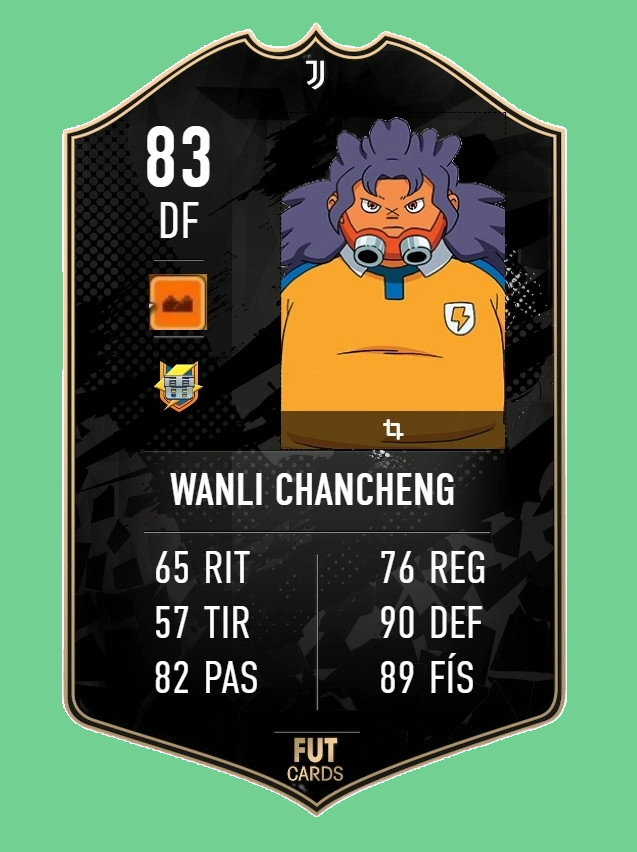 83
DF
WANLI CHANCHENG
65 RIT
57 TIR
82 PAS
76 REG
90 DEF
89 FÍS
FUT
CARDS